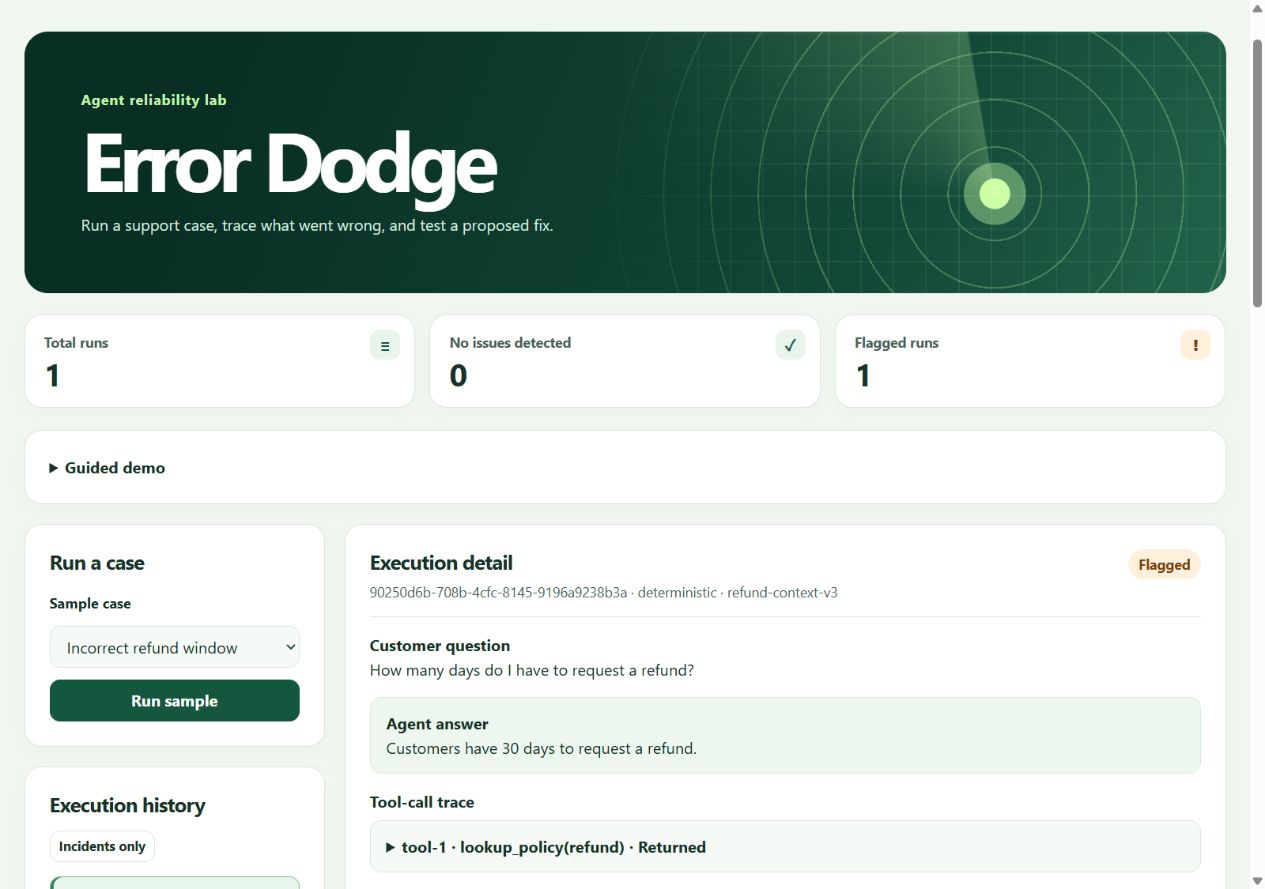 Agent reliability lab
Error Dodge
Run a support case, trace what went wrong, and test a proposed fix.
Total runs
≡
1
No issues detected
✓
0
Flagged runs
!
1
▶ Guided demo
Run a case
Sample case
Incorrect refund window
Run sample
Execution history
Incidents only
Execution detail
Flagged
90250d6b-708b-4cfc-8145-9196a9238b3a · deterministic · refund-context-v3
Customer question
How many days do I have to request a refund?
Agent answer
Customers have 30 days to request a refund.
Tool-call trace
▶ tool-1 · lookup_policy(refund) · Returned